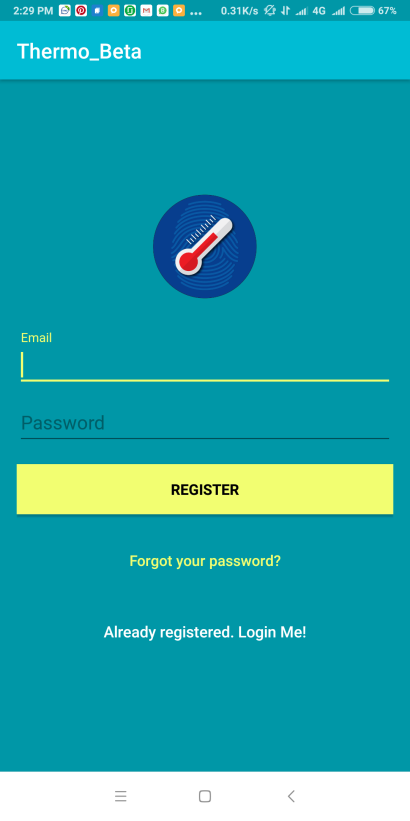 2:29 PM ... 0.31K/s 4G 67%
Thermo_Beta
Email
Password
REGISTER
Forgot your password?
Already registered. Login Me!